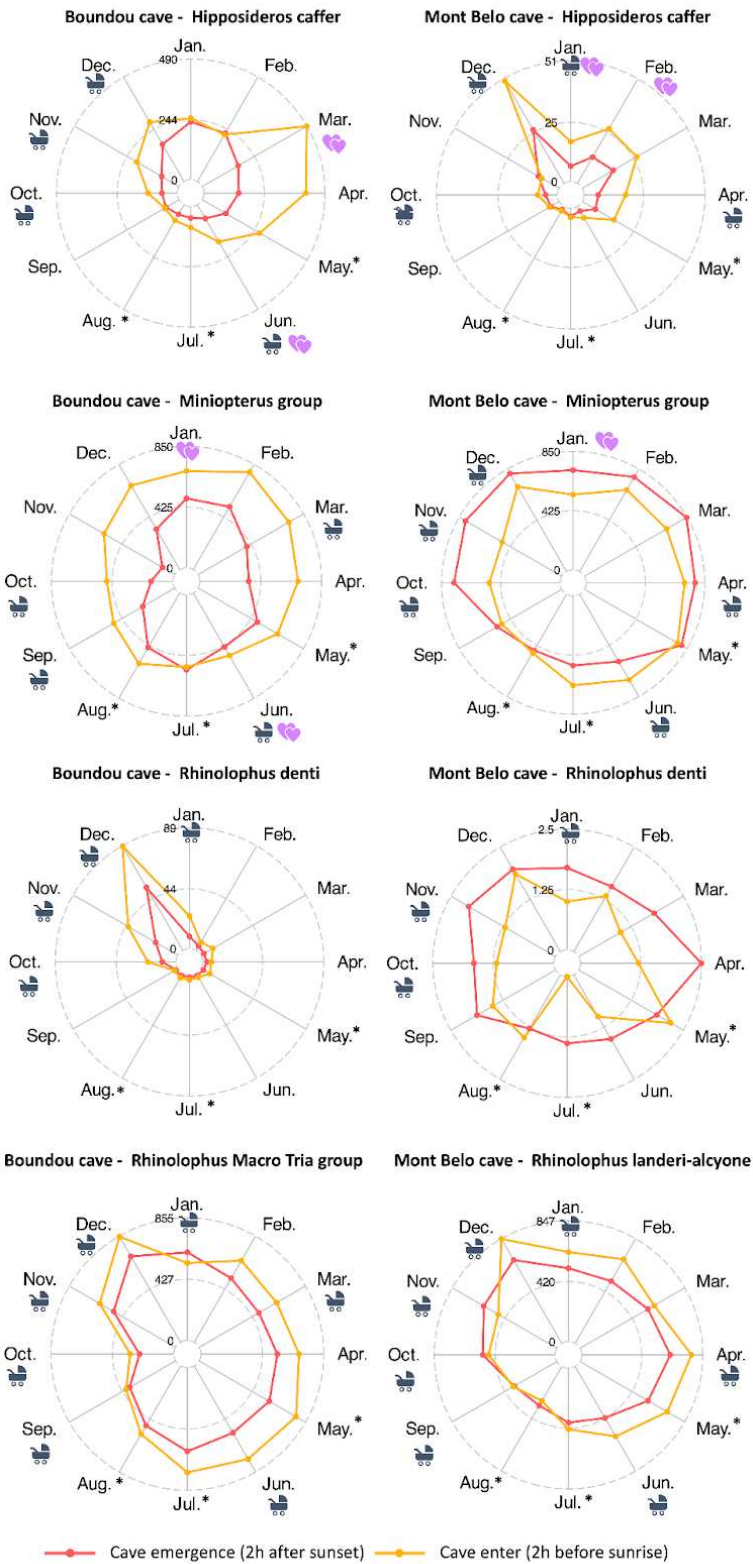 Boundou cave - Hipposideros caffer
Jan.
490
Feb.
Mar.
Apr.
May.*
Jun.
Jul. *
Aug. *
Sep.
Oct.
Nov.
Dec.
244
0
Mont Belo cave - Hipposideros caffer
Jan.
51
Feb.
Mar.
Apr.
May.*
Jun.
Jul. *
Aug. *
Sep.
Oct.
Nov.
Dec.
25
0
Boundou cave - Miniopterus group
Jan.
850
Feb.
Mar.
Apr.
May.*
Jun.
Jul. *
Aug.*
Sep.
Oct.
Nov.
Dec.
425
0
Mont Belo cave - Miniopterus group
Jan.
850
Feb.
Mar.
Apr.
May.*
Jun.
Jul. *
Aug.*
Sep.
Oct.
Nov.
Dec.
425
0
Boundou cave - Rhinolophus denti
Jan.
89
Feb.
Mar.
Apr.
May.*
Jun.
Jul. *
Aug.*
Sep.
Oct.
Nov.
Dec.
44
0
Mont Belo cave - Rhinolophus denti
Jan.
2.5
Feb.
Mar.
Apr.
May.*
Jun.
Jul. *
Aug.*
Sep.
Oct.
Nov.
Dec.
1.25
0
Boundou cave - Rhinolophus Macro Tria group
Jan.
855
Feb.
Mar.
Apr.
May.*
Jun.
Jul.*
Aug.*
Sep.
Oct.
Nov.
Dec.
427
0
Mont Belo cave - Rhinolophus landeri-alcyone
Jan.
847
Feb.
Mar.
Apr.
May.*
Jun.
Jul.*
Aug.*
Sep.
Oct.
Nov.
Dec.
420
0
Cave emergence (2h after sunset)
Cave enter (2h before sunrise)